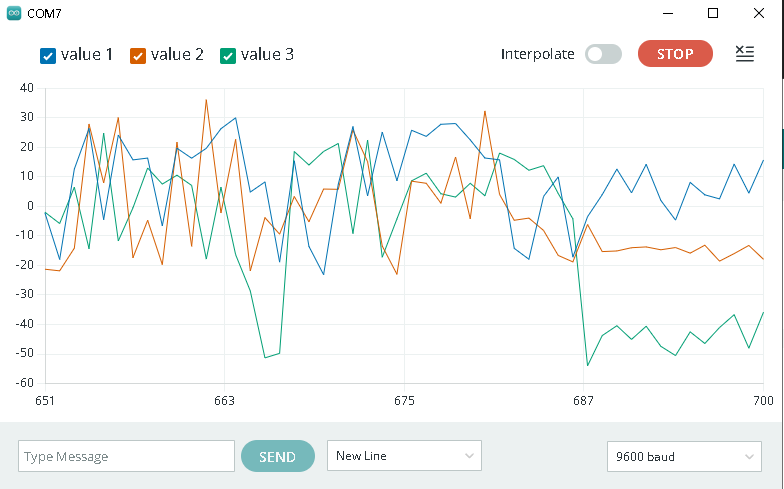 COM7
value 1 value 2 value 3 Interpolate STOP
40
30
20
10
0
-10
-20
-30
-40
-50
-60
651 663 675 687 700
Type Message SEND New Line 9600 baud